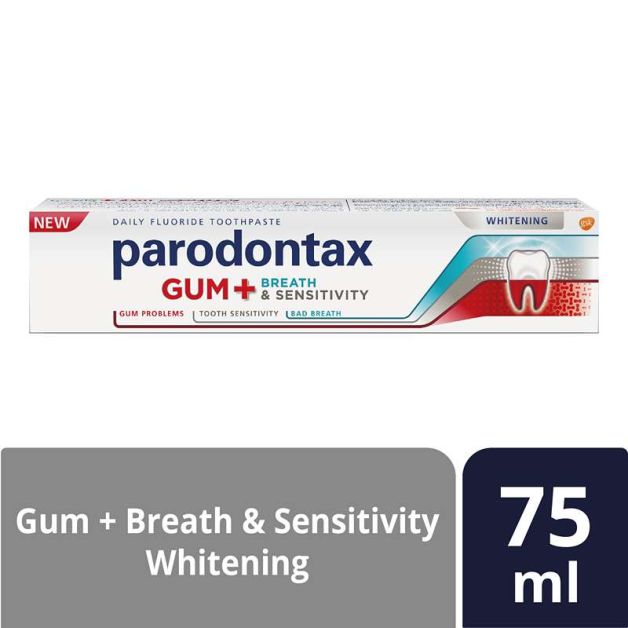 NEW
DAILY FLUORIDE TOOTHPASTE
WHITENING
gsk
parodontax
GUM+ BREATH
& SENSITIVITY
GUM PROBLEMS TOOTH SENSITIVITY BAD BREATH
Gum + Breath & Sensitivity
Whitening
75
ml